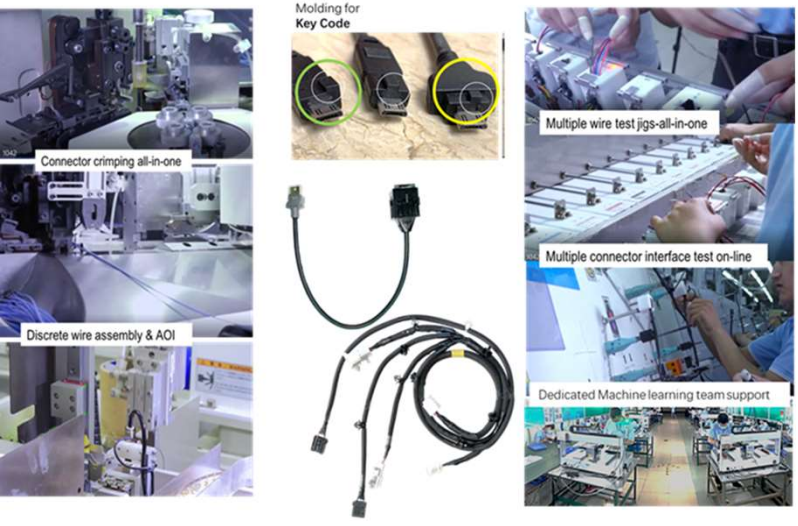 Molding for
Key Code
1042
Connector crimping all-in-one
Discrete wire assembly & AOI
Multiple wire test jigs-all-in-one
Multiple connector interface test on-line
Dedicated Machine learning team support